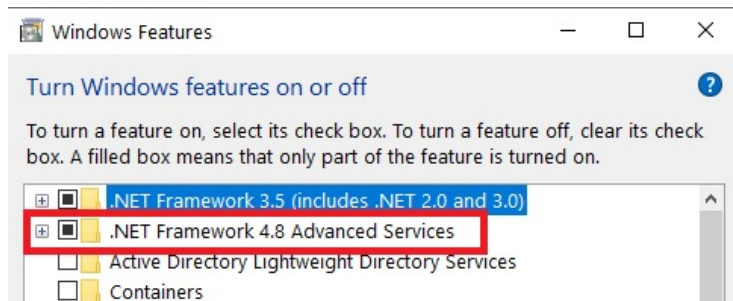 Windows Features
Turn Windows features on or off
?
To turn a feature on, select its check box. To turn a feature off, clear its check
box. A filled box means that only part of the feature is turned on.
.NET Framework 3.5 (includes .NET 2.0 and 3.0)
.NET Framework 4.8 Advanced Services
Active Directory Lightweight Directory Services
Containers